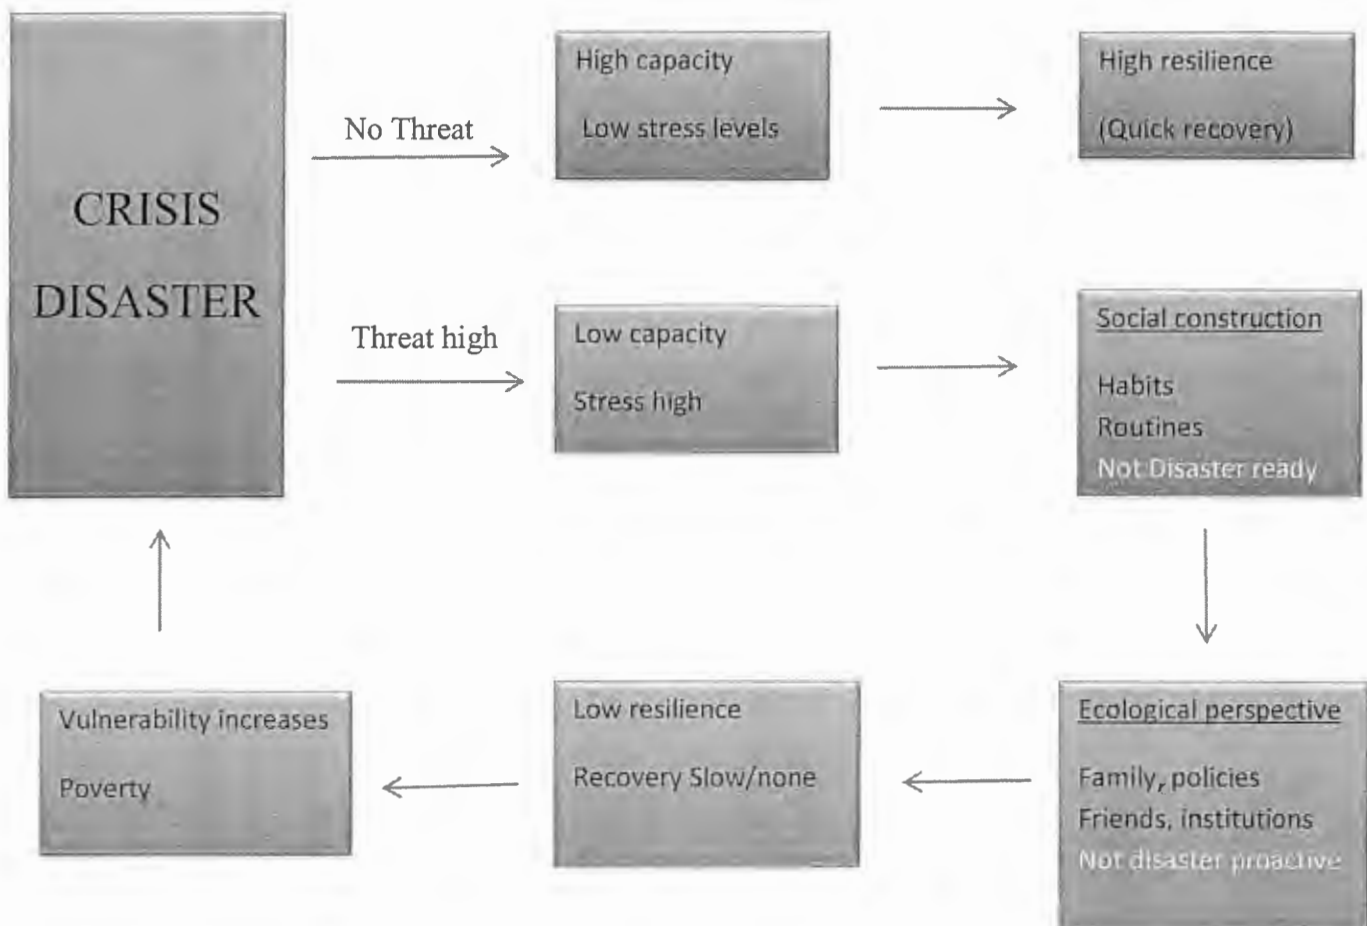 CRISIS
DISASTER
No Threat
High capacity
Low stress levels
High resilience
(Quick recovery)
Threat high
Low capacity
Stress high
Social construction
Habits
Routines
Not Disaster ready
Ecological perspective
Family, policies
Friends, institutions
Not disaster proactive
Low resilience
Recovery Slow/none
Vulnerability increases
Poverty